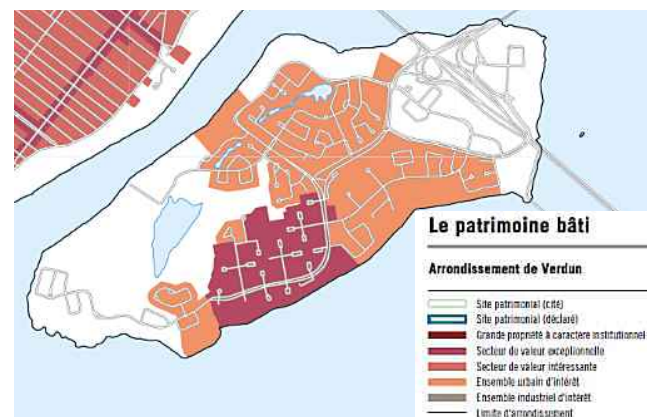 Le patrimoine bâti
Arrondissement de Verdun
Site patrimonial (cité)
Site patrimonial (déclaré)
Grande propriété à caractère institutionnel
Secteur de valeur exceptionnelle
Secteur de valeur intéressante
Ensemble urbain d'intérêt
Ensemble industriel d'intérêt
Limite d'arrondissement